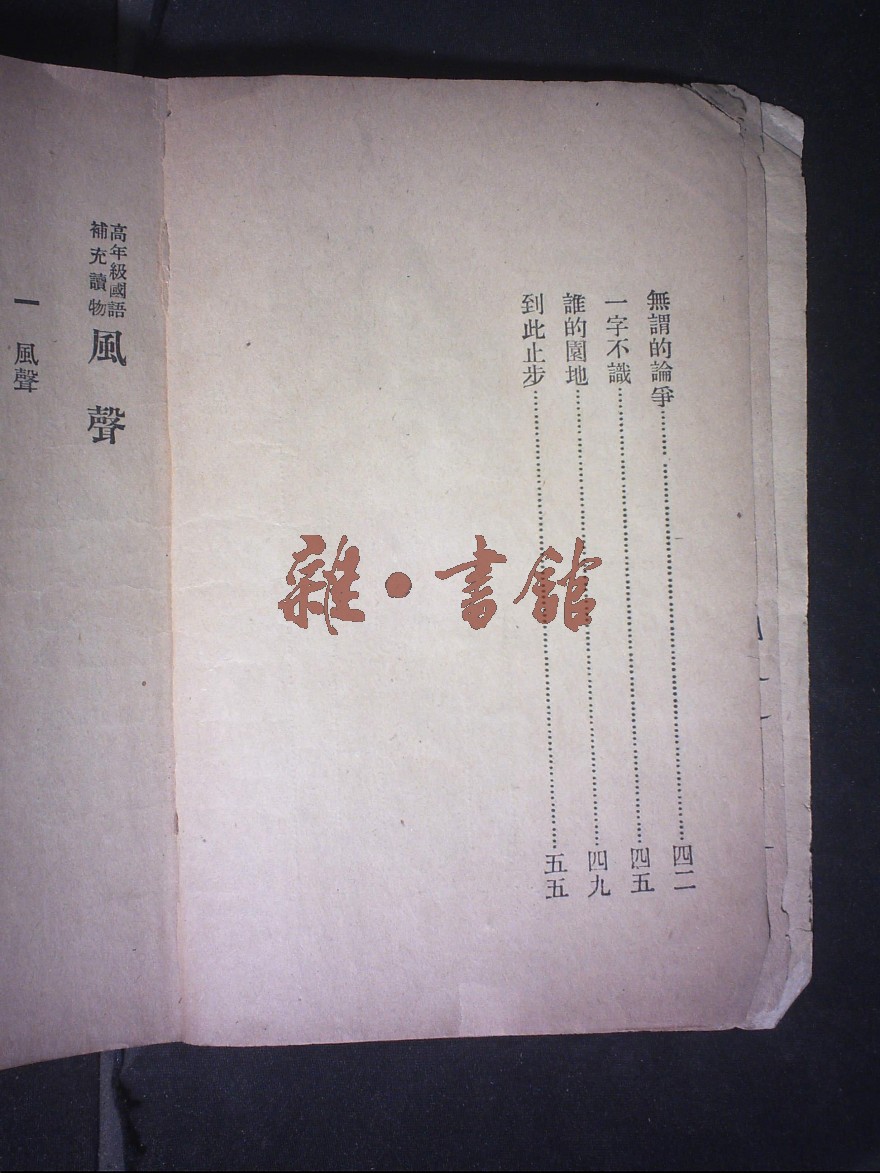 無謂的論爭……四二
一字不識……四五
誰的園地……四九
到此止步……五五
雜•書館
高年級國語
補充讀物
風聲
一 風聲